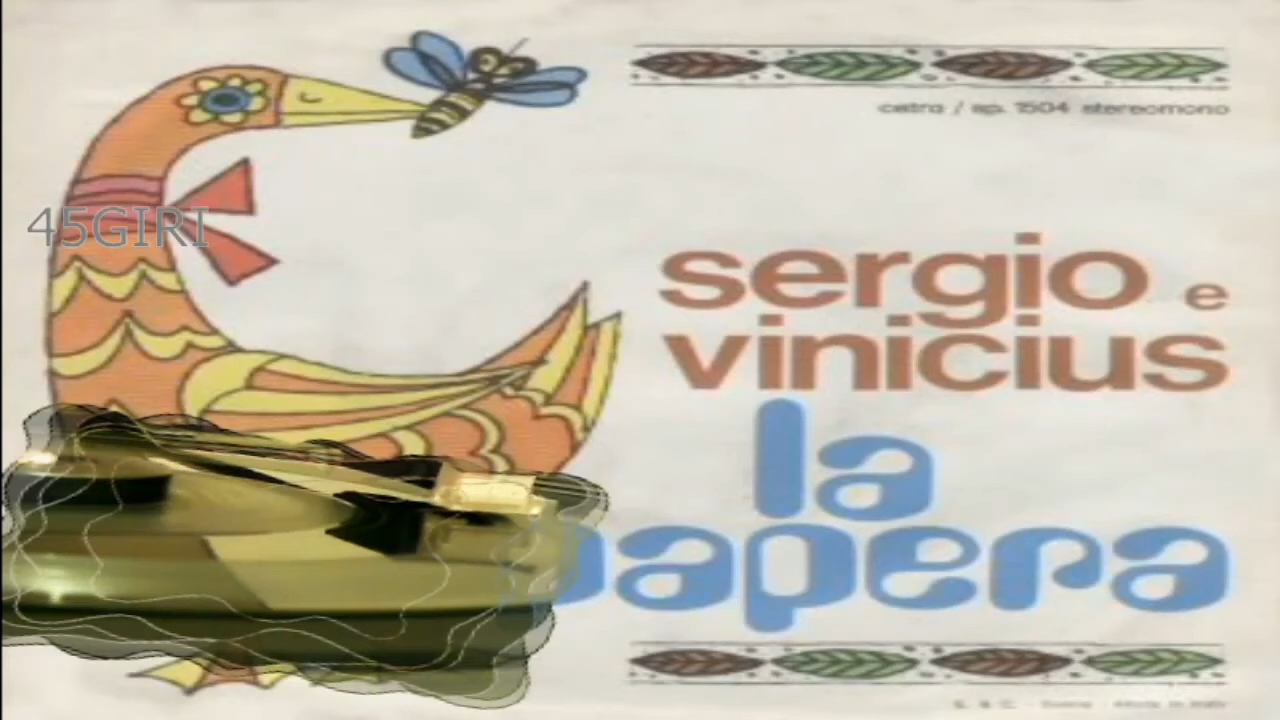 cetra / sp. 1504 stereomono
45GIRI
sergio e
vinicius
la
papera